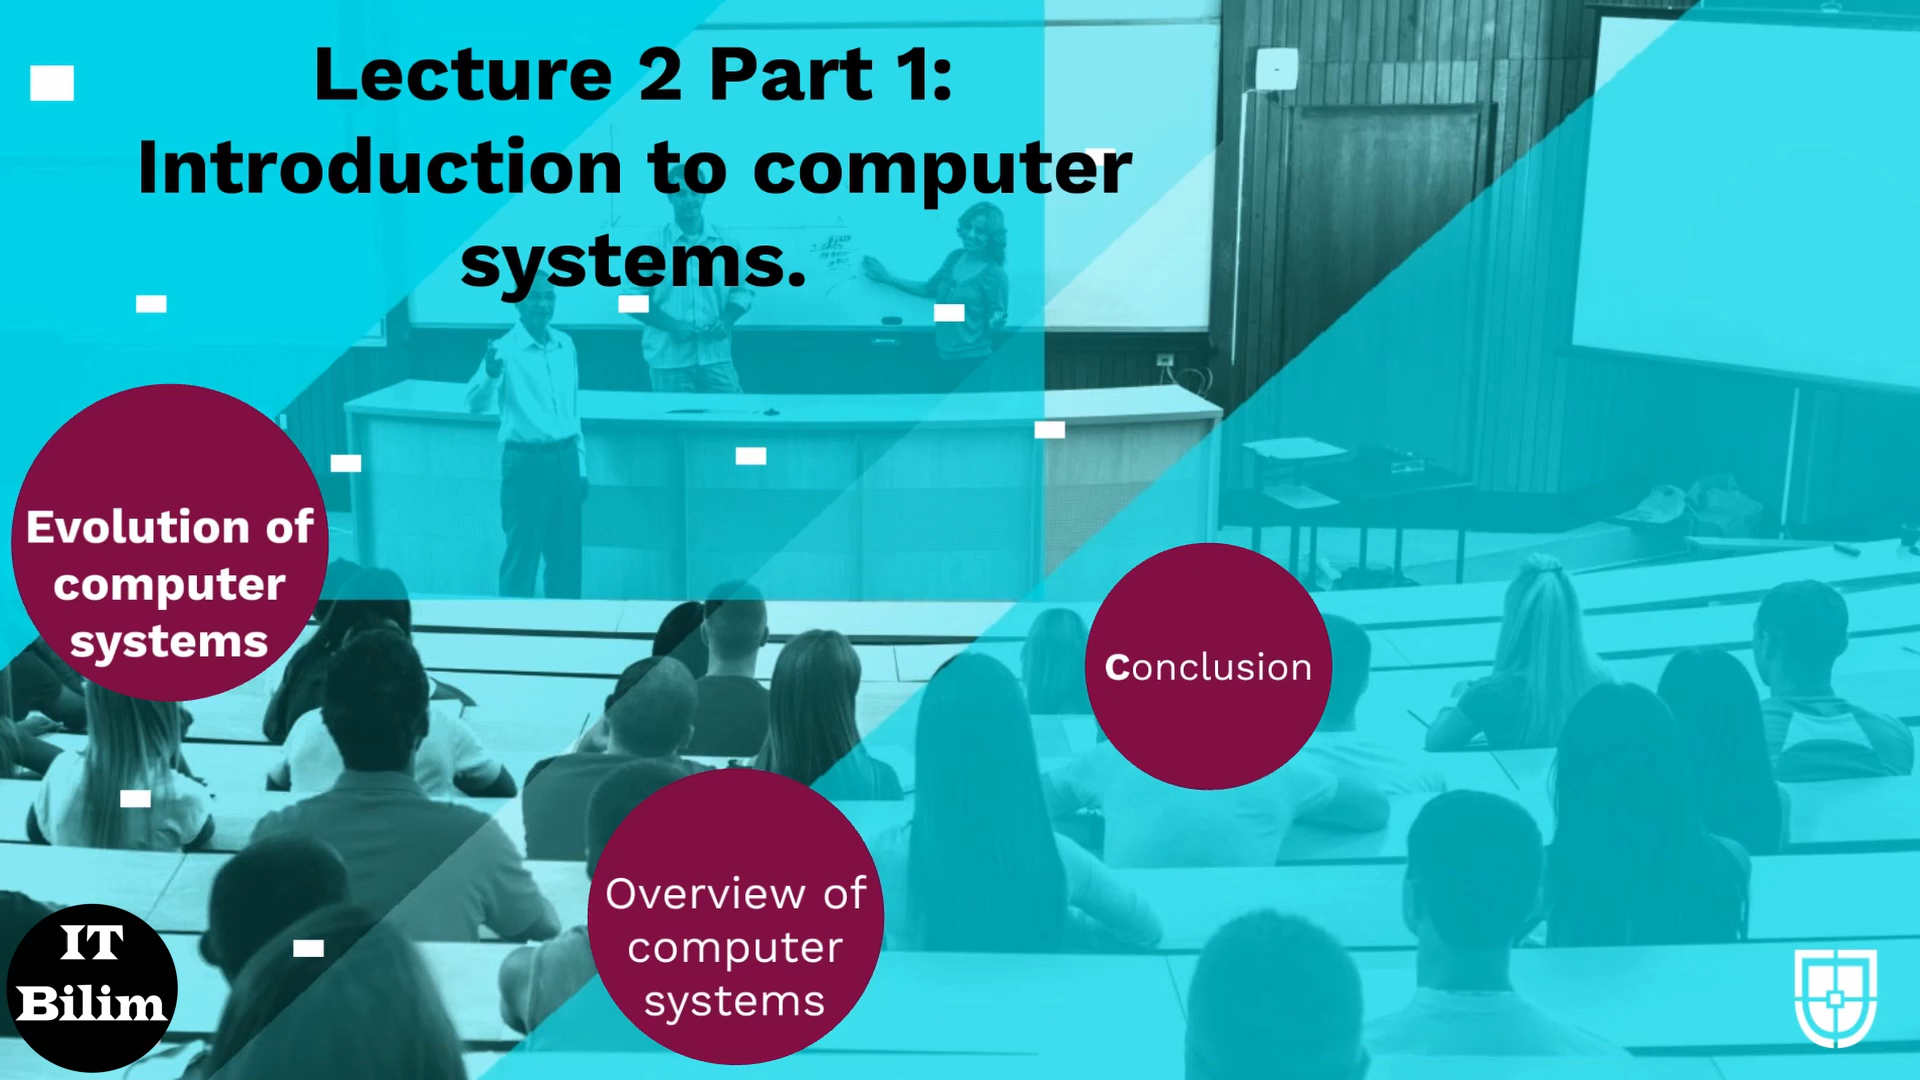 Lecture 2 Part 1:
Introduction to computer
systems.
Evolution of
computer
systems
Conclusion
Overview of
computer
systems
IT
Bilim